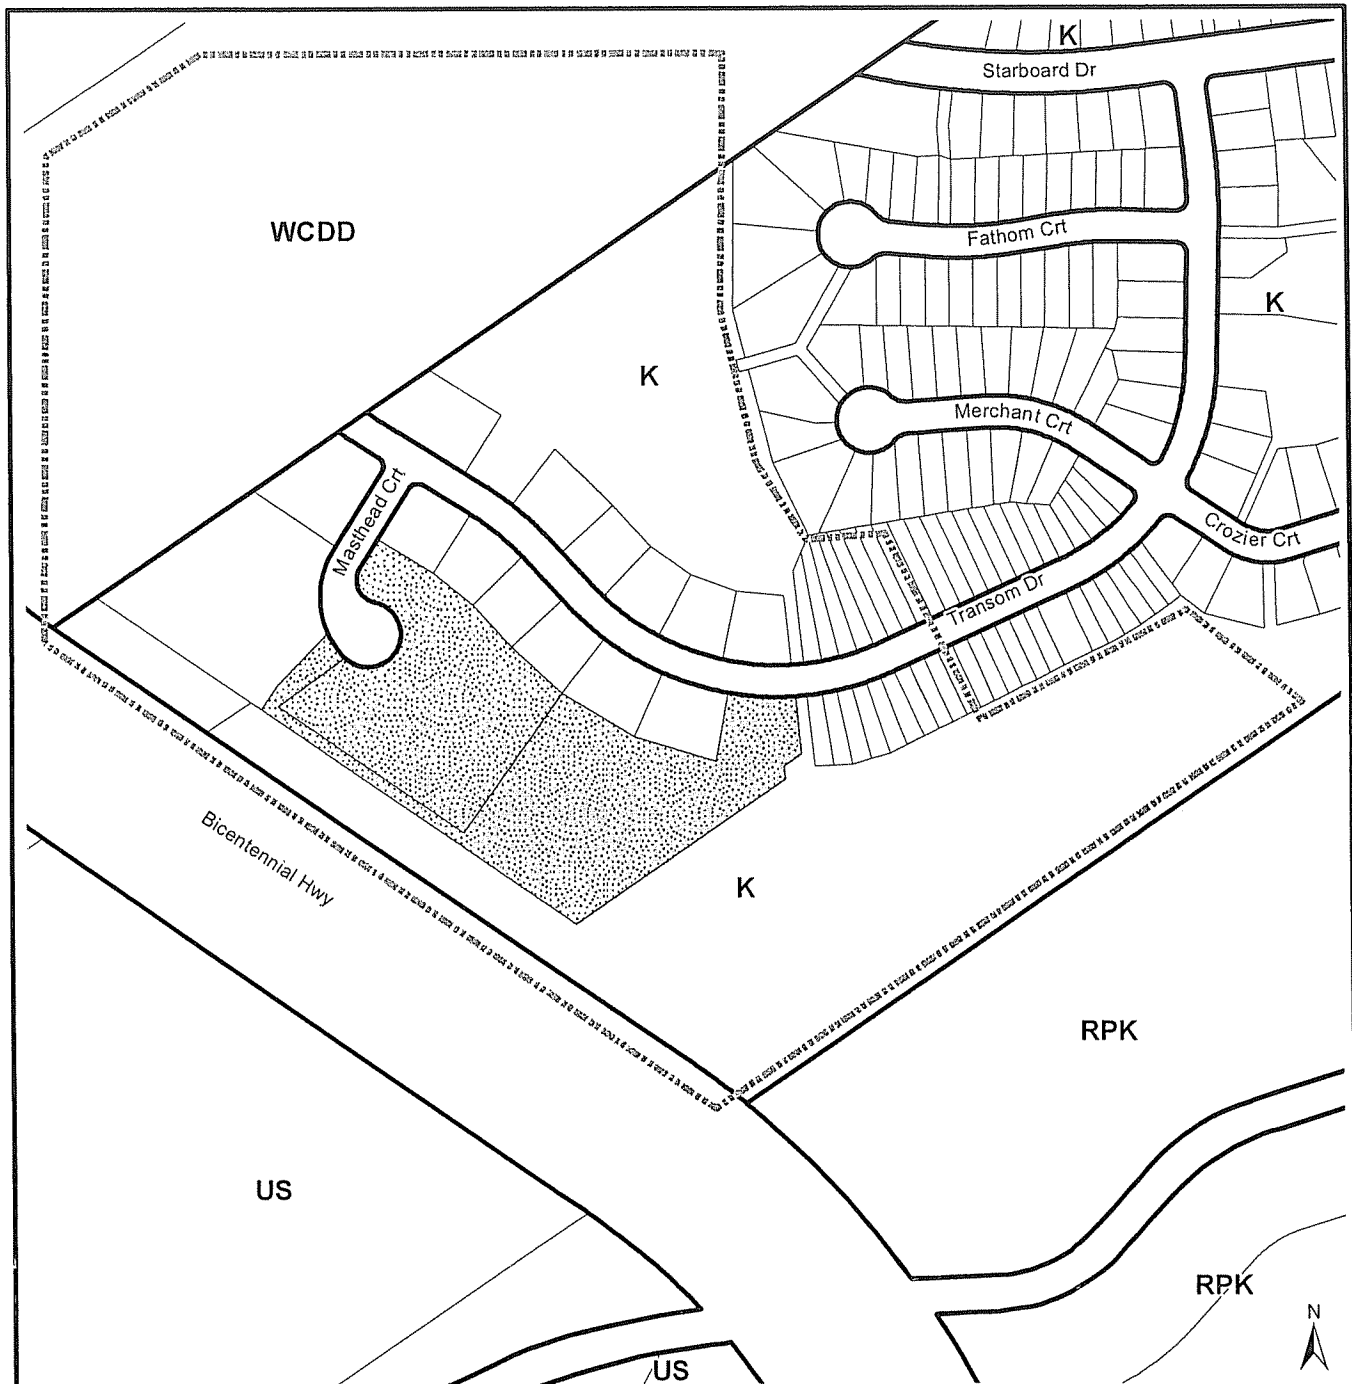 K
Starboard Dr
WCDD
Fathom Crt
K
K
Merchant Crt
Masthead Crt
Crozier Crt
Transom Dr
Bicentennial Hwy
K
RPK
US
RPK
N
US